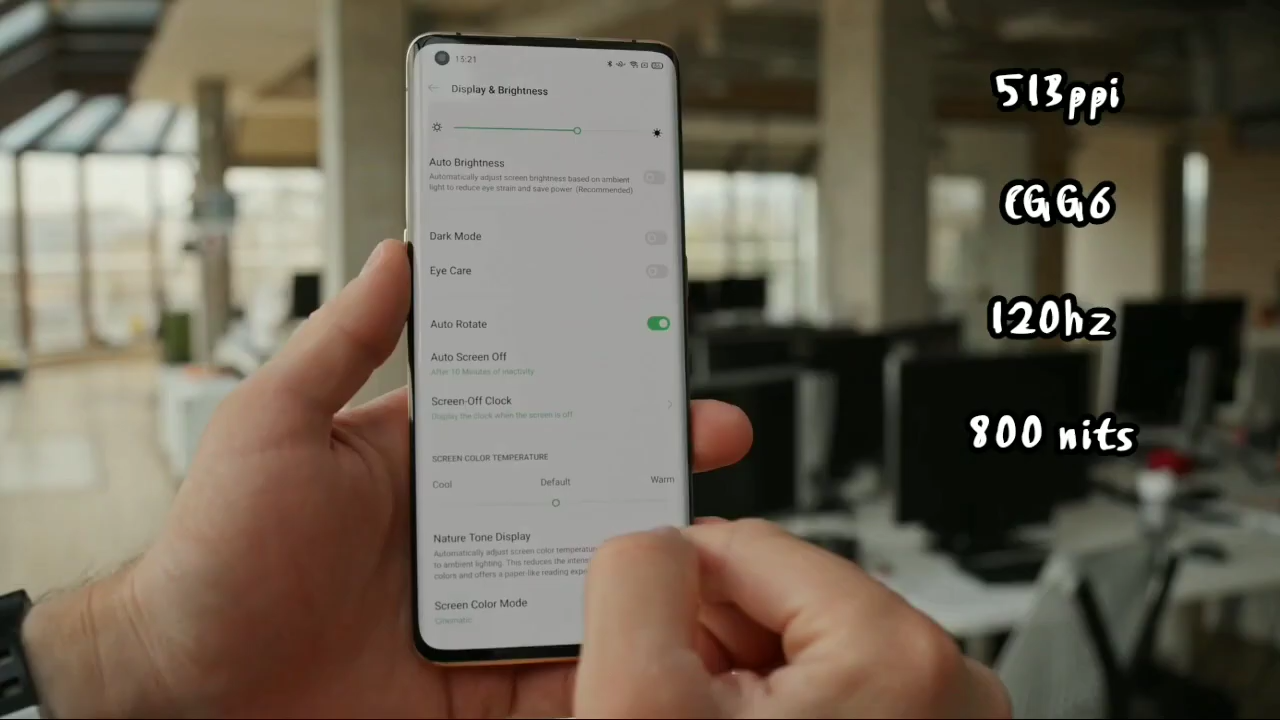 15:21
Display & Brightness
Auto Brightness
Automatically adjust screen brightness based on ambient
light to reduce eye strain and save power. (Recommended)
Dark Mode
Eye Care
Auto Rotate
Auto Screen Off
After 10 Minutes of inactivity
Screen-Off Clock
Display the clock when the screen is off
SCREEN COLOR TEMPERATURE
Cool
Default
Warm
Nature Tone Display
Automatically adjust screen color
to ambient lighting. This reduces the
colors and offers a paper-like reading
Screen Color Mode
Cinematic
513ppi
CGG6
120hz
800 nits